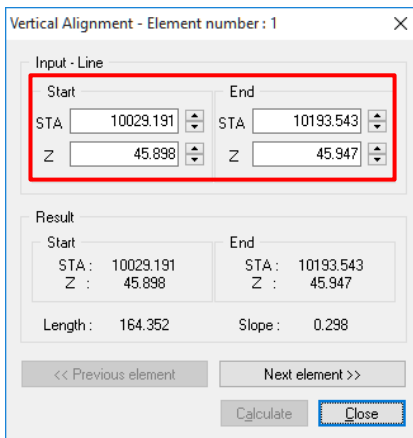 Vertical Alignment - Element number : 1
Input - Line
Start End
STA 10029.191 STA 10193.543
Z 45.898 Z 45.947
Result
Start End
STA : 10029.191 STA : 10193.543
Z : 45.898 Z : 45.947
Length : 164.352 Slope : 0.298
<< Previous element Next element >>
Calculate Close